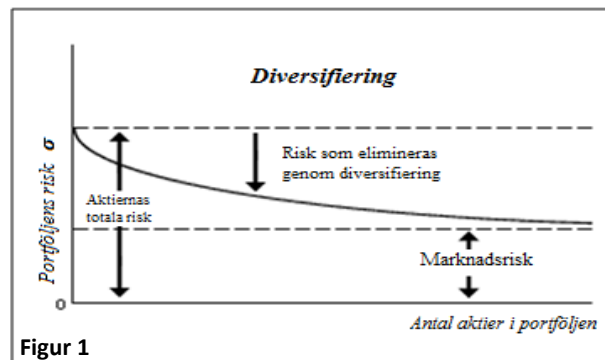 Diversifiering
Portföljens risk σ
Risk som elimineras
genom diversifiering
Aktiernas
totala risk
Marknadsrisk
0
Antal aktier i portföljen
Figur 1